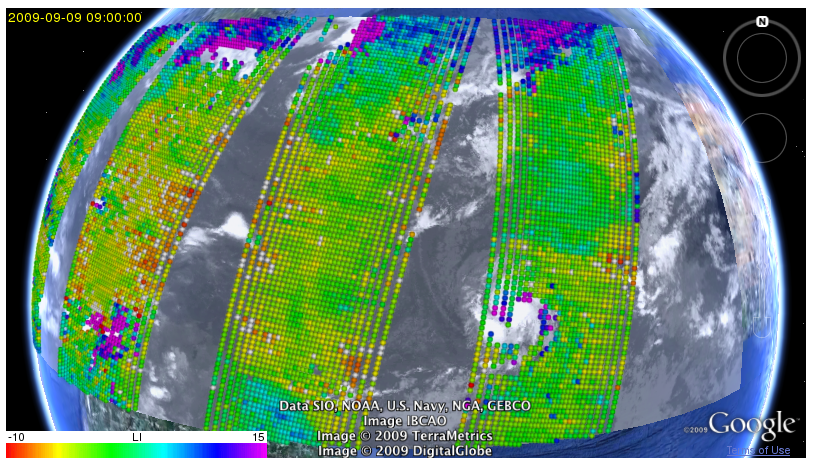 2009-09-09 09:00:00
N
Data SIO, NOAA, U.S. Navy, NGA, GEBCO
Image IBCAO
Image © 2009 TerraMetrics
Image © 2009 DigitalGlobe
©2009 Google
Terms of Use
-10 LI 15